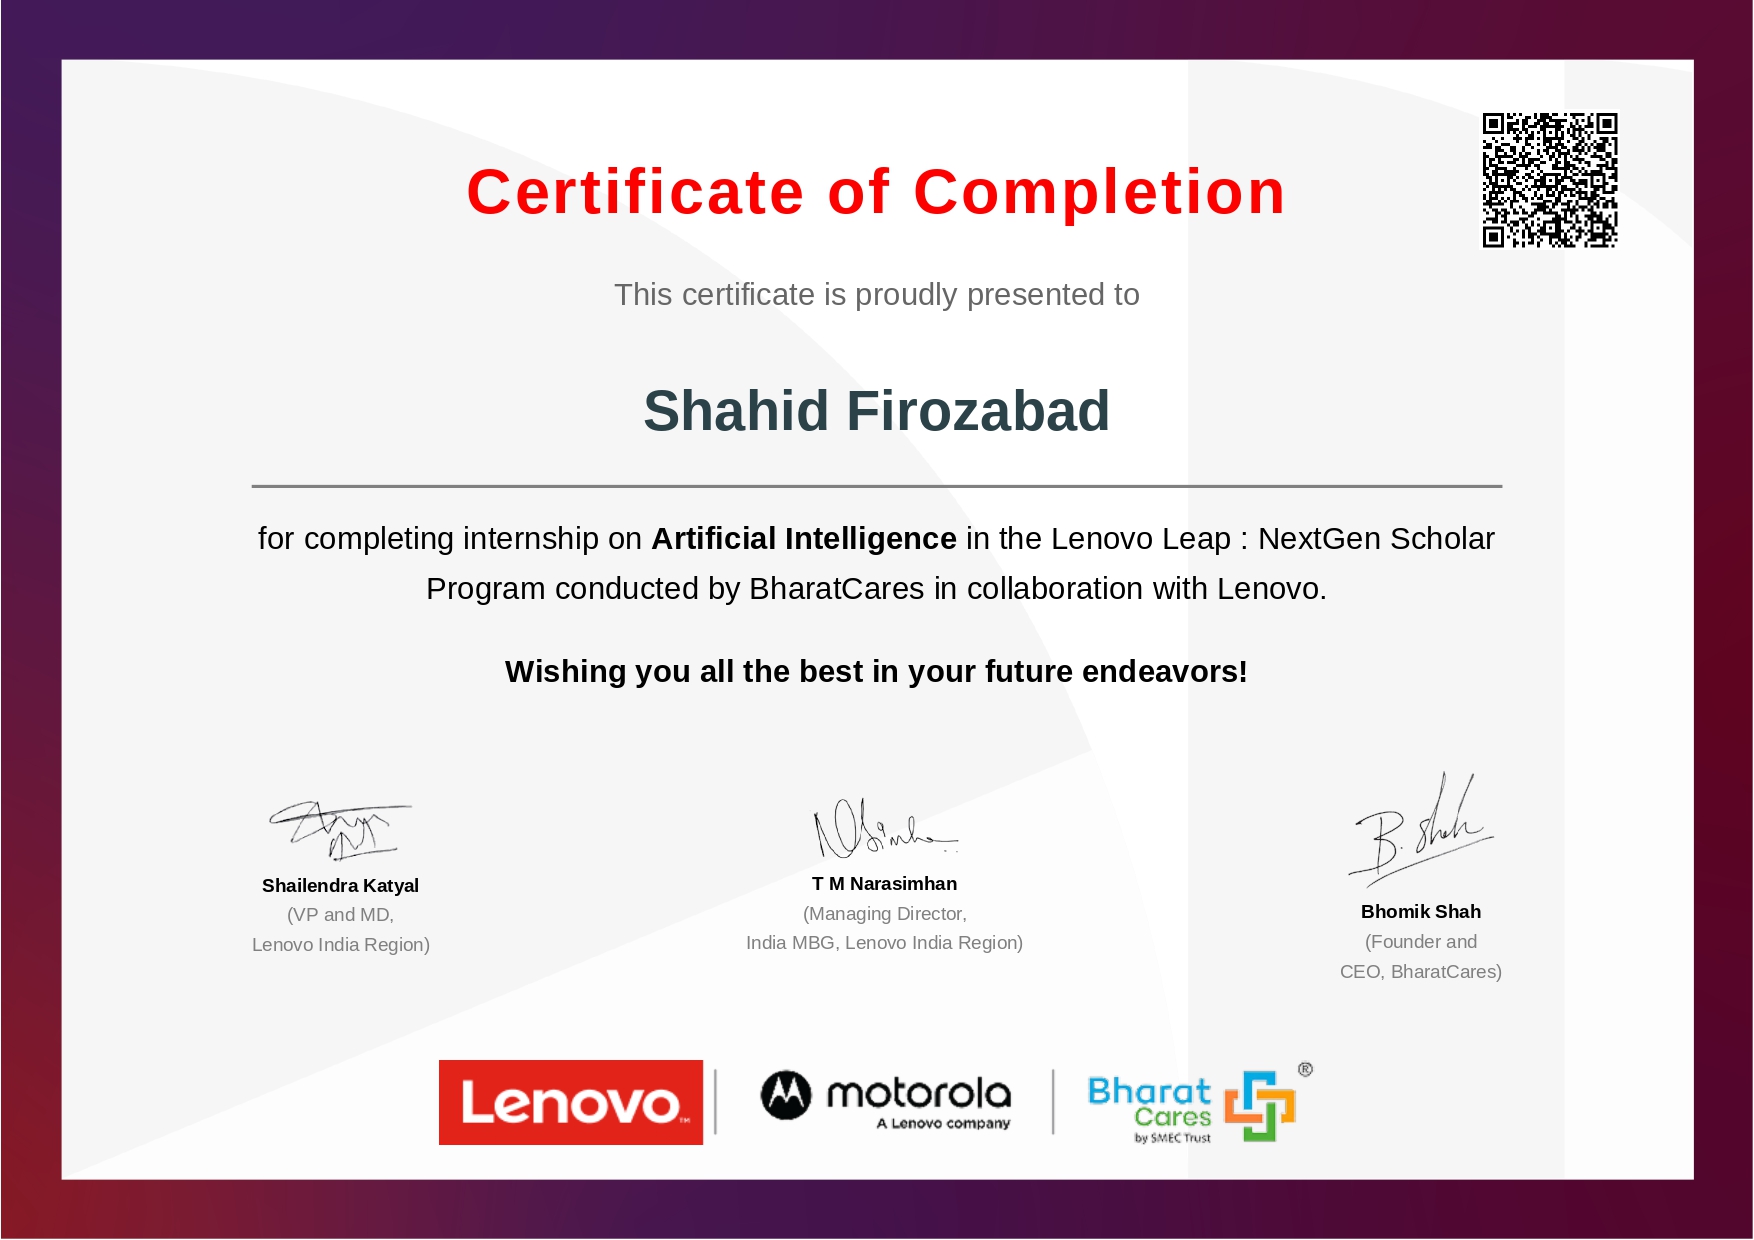 Certificate of Completion
This certificate is proudly presented to
Shahid Firozabad
for completing internship on Artificial Intelligence in the Lenovo Leap : NextGen Scholar
Program conducted by BharatCares in collaboration with Lenovo.
Wishing you all the best in your future endeavors!
B. Shah
Shailendra Katyal
(VP and MD,
Lenovo India Region)
T M Narasimhan
(Managing Director,
India MBG, Lenovo India Region)
Bhomik Shah
(Founder and
CEO, BharatCares)
Lenovo™
motorola
A Lenovo company
Bharat
Cares
by SMEC Trust
®